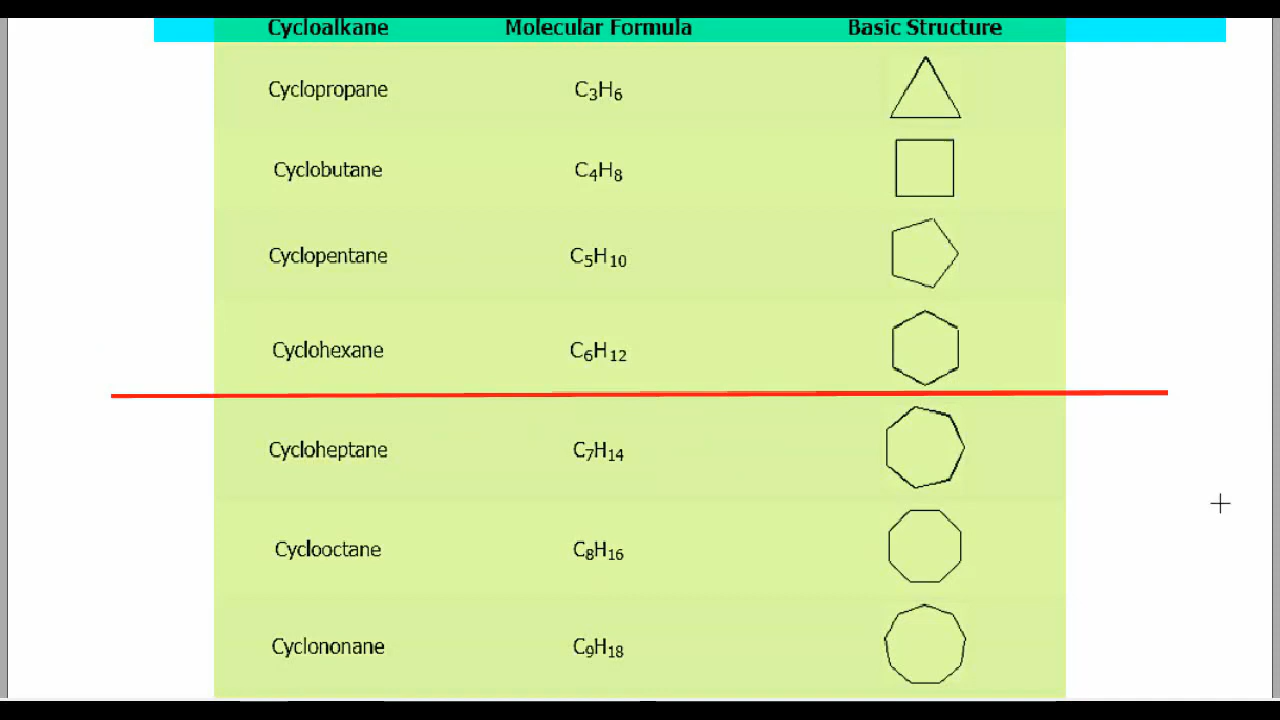 Cycloalkane Molecular Formula Basic Structure
Cyclopropane C₃H₆
Cyclobutane C₄H₈
Cyclopentane C₅H₁₀
Cyclohexane C₆H₁₂
Cycloheptane C₇H₁₄
Cyclooctane C₈H₁₆
Cyclononane C₉H₁₈